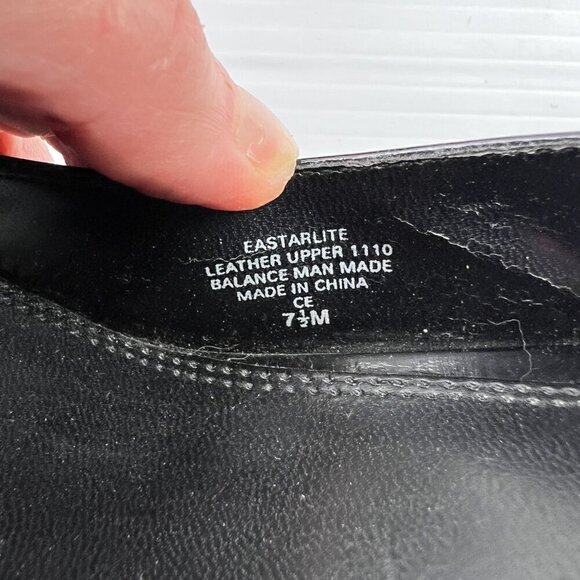 EASTARLITE
LEATHER UPPER 1110
BALANCE MAN MADE
MADE IN CHINA
CE
7½M